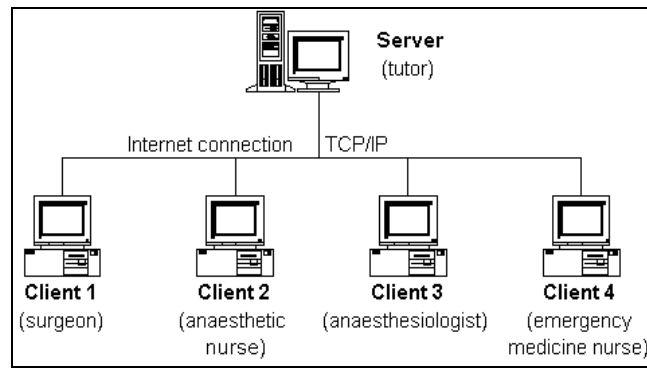 Server
(tutor)
Internet connection TCP/IP
Client 1
(surgeon)
Client 2
(anaesthetic
nurse)
Client 3
(anaesthesiologist)
Client 4
(emergency
medicine nurse)